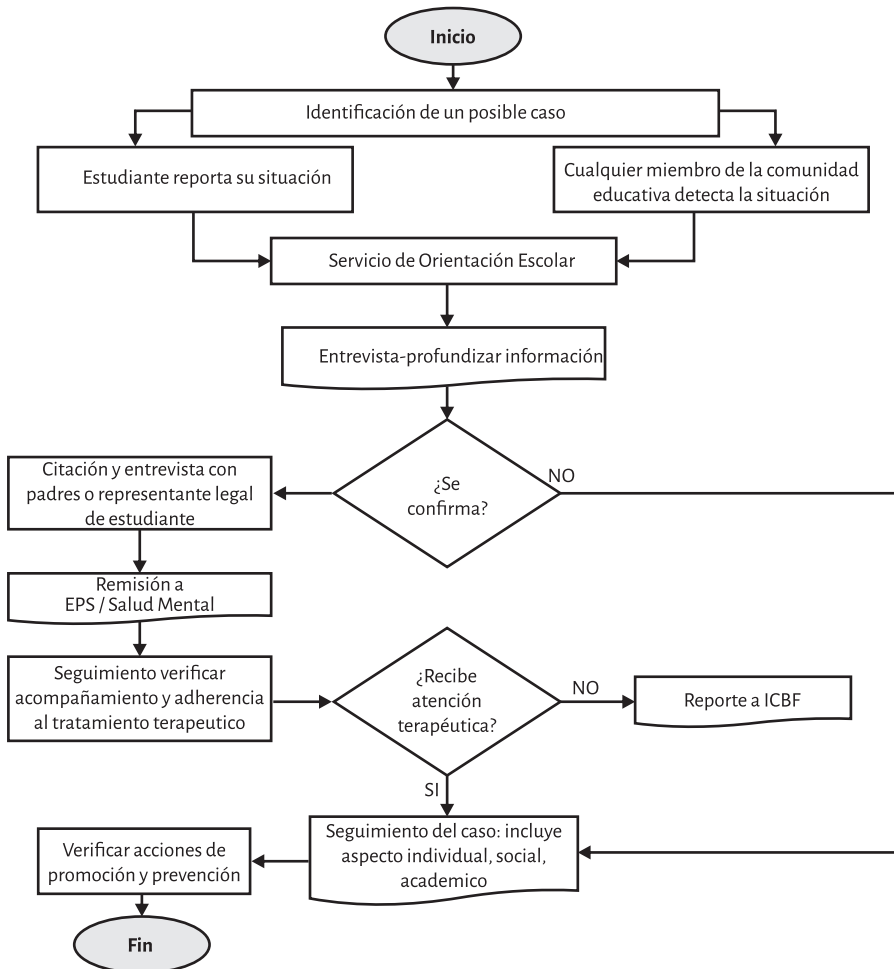 Inicio
Identificación de un posible caso
Estudiante reporta su situación
Cualquier miembro de la comunidad
educativa detecta la situación
Servicio de Orientación Escolar
Entrevista-profundizar información
¿Se
confirma?
NO
Citación y entrevista con
padres o representante legal
de estudiante
Remisión a
EPS / Salud Mental
Seguimiento verificar
acompañamiento y adherencia
al tratamiento terapeutico
¿Recibe
atención
terapéutica?
NO
Reporte a ICBF
SI
Seguimiento del caso: incluye
aspecto individual, social,
academico
Verificar acciones de
promoción y prevención
Fin